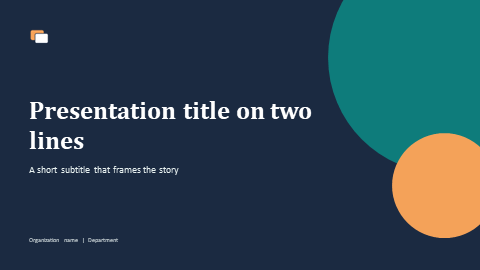 Presentation title on two
lines
A short subtitle that frames the story
Organization name | Department